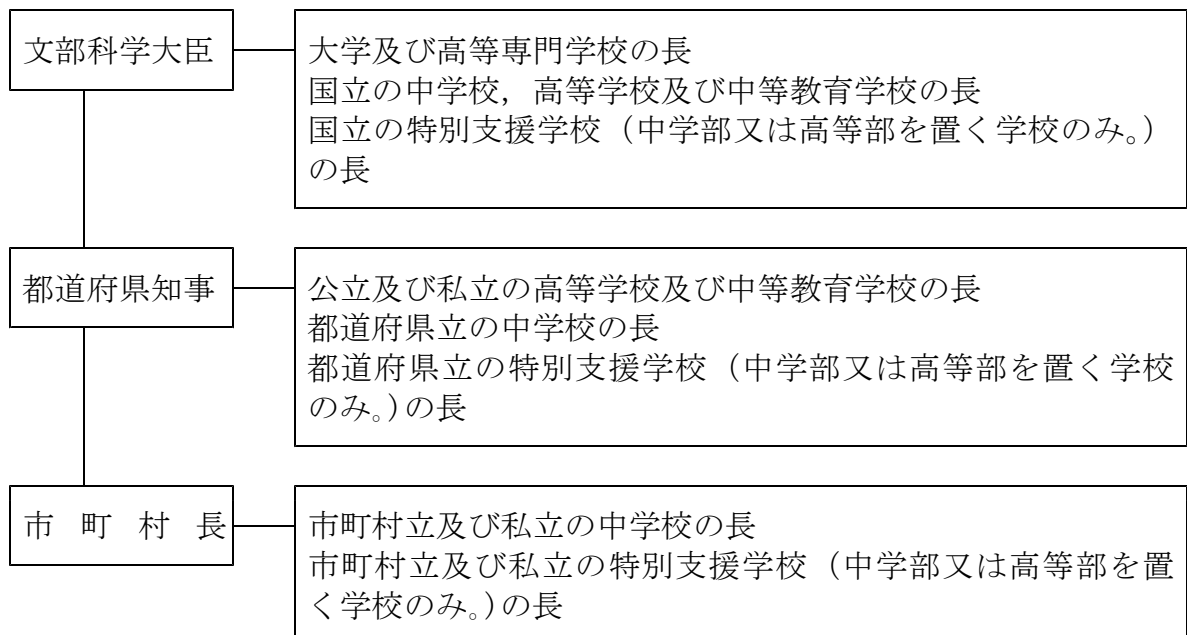 文部科学大臣
大学及び高等専門学校の長
国立の中学校，高等学校及び中等教育学校の長
国立の特別支援学校（中学部又は高等部を置く学校のみ。）
の長
都道府県知事
公立及び私立の高等学校及び中等教育学校の長
都道府県立の中学校の長
都道府県立の特別支援学校（中学部又は高等部を置く学校
のみ。）の長
市　町　村　長
市町村立及び私立の中学校の長
市町村立及び私立の特別支援学校（中学部又は高等部を置
く学校のみ。）の長